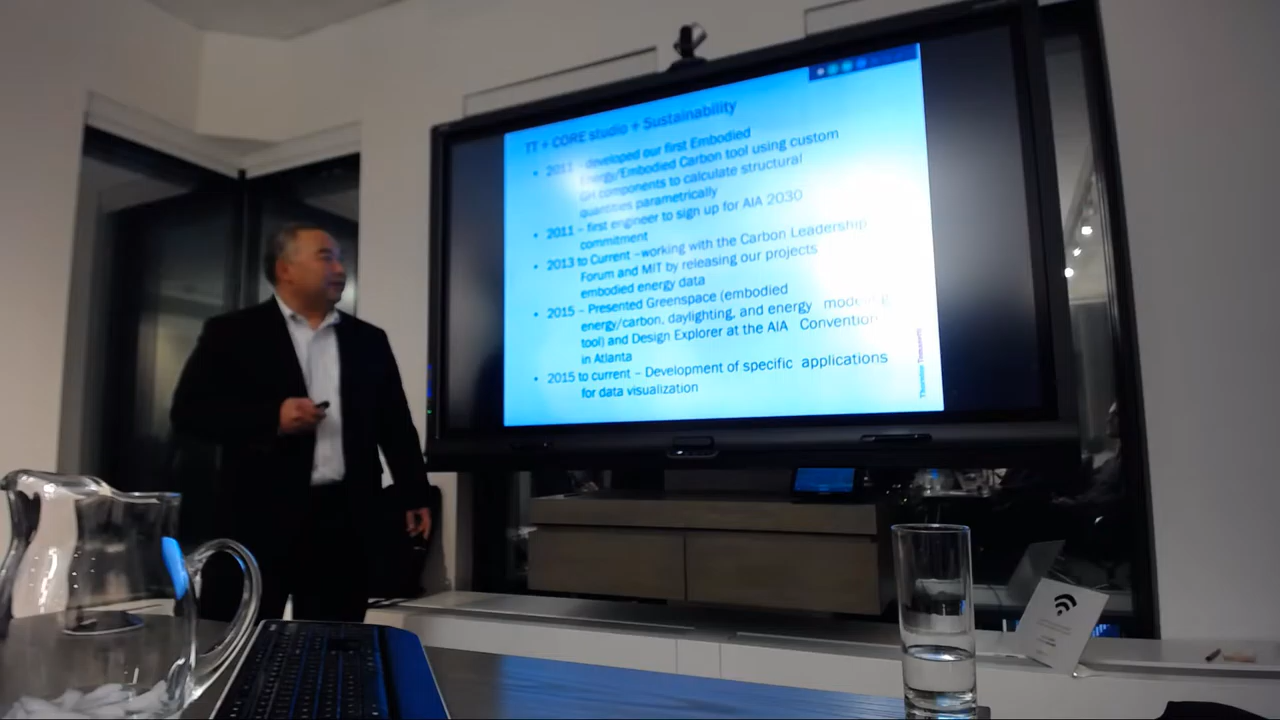 TT + CORE studio + Sustainability
• 2011 – developed our first Embodied
Energy/Embodied Carbon tool using custom
GH components to calculate structural
quantities parametrically
• 2011 – first engineer to sign up for AIA 2030
commitment
• 2013 to Current –working with the Carbon Leadership
Forum and MIT by releasing our projects
embodied energy data
• 2015 – Presented Greenspace (embodied
energy/carbon, daylighting, and energy modeling
tool) and Design Explorer at the AIA Convention
in Atlanta
• 2015 to current – Development of specific applications
for data visualization
Thornton Tomasetti